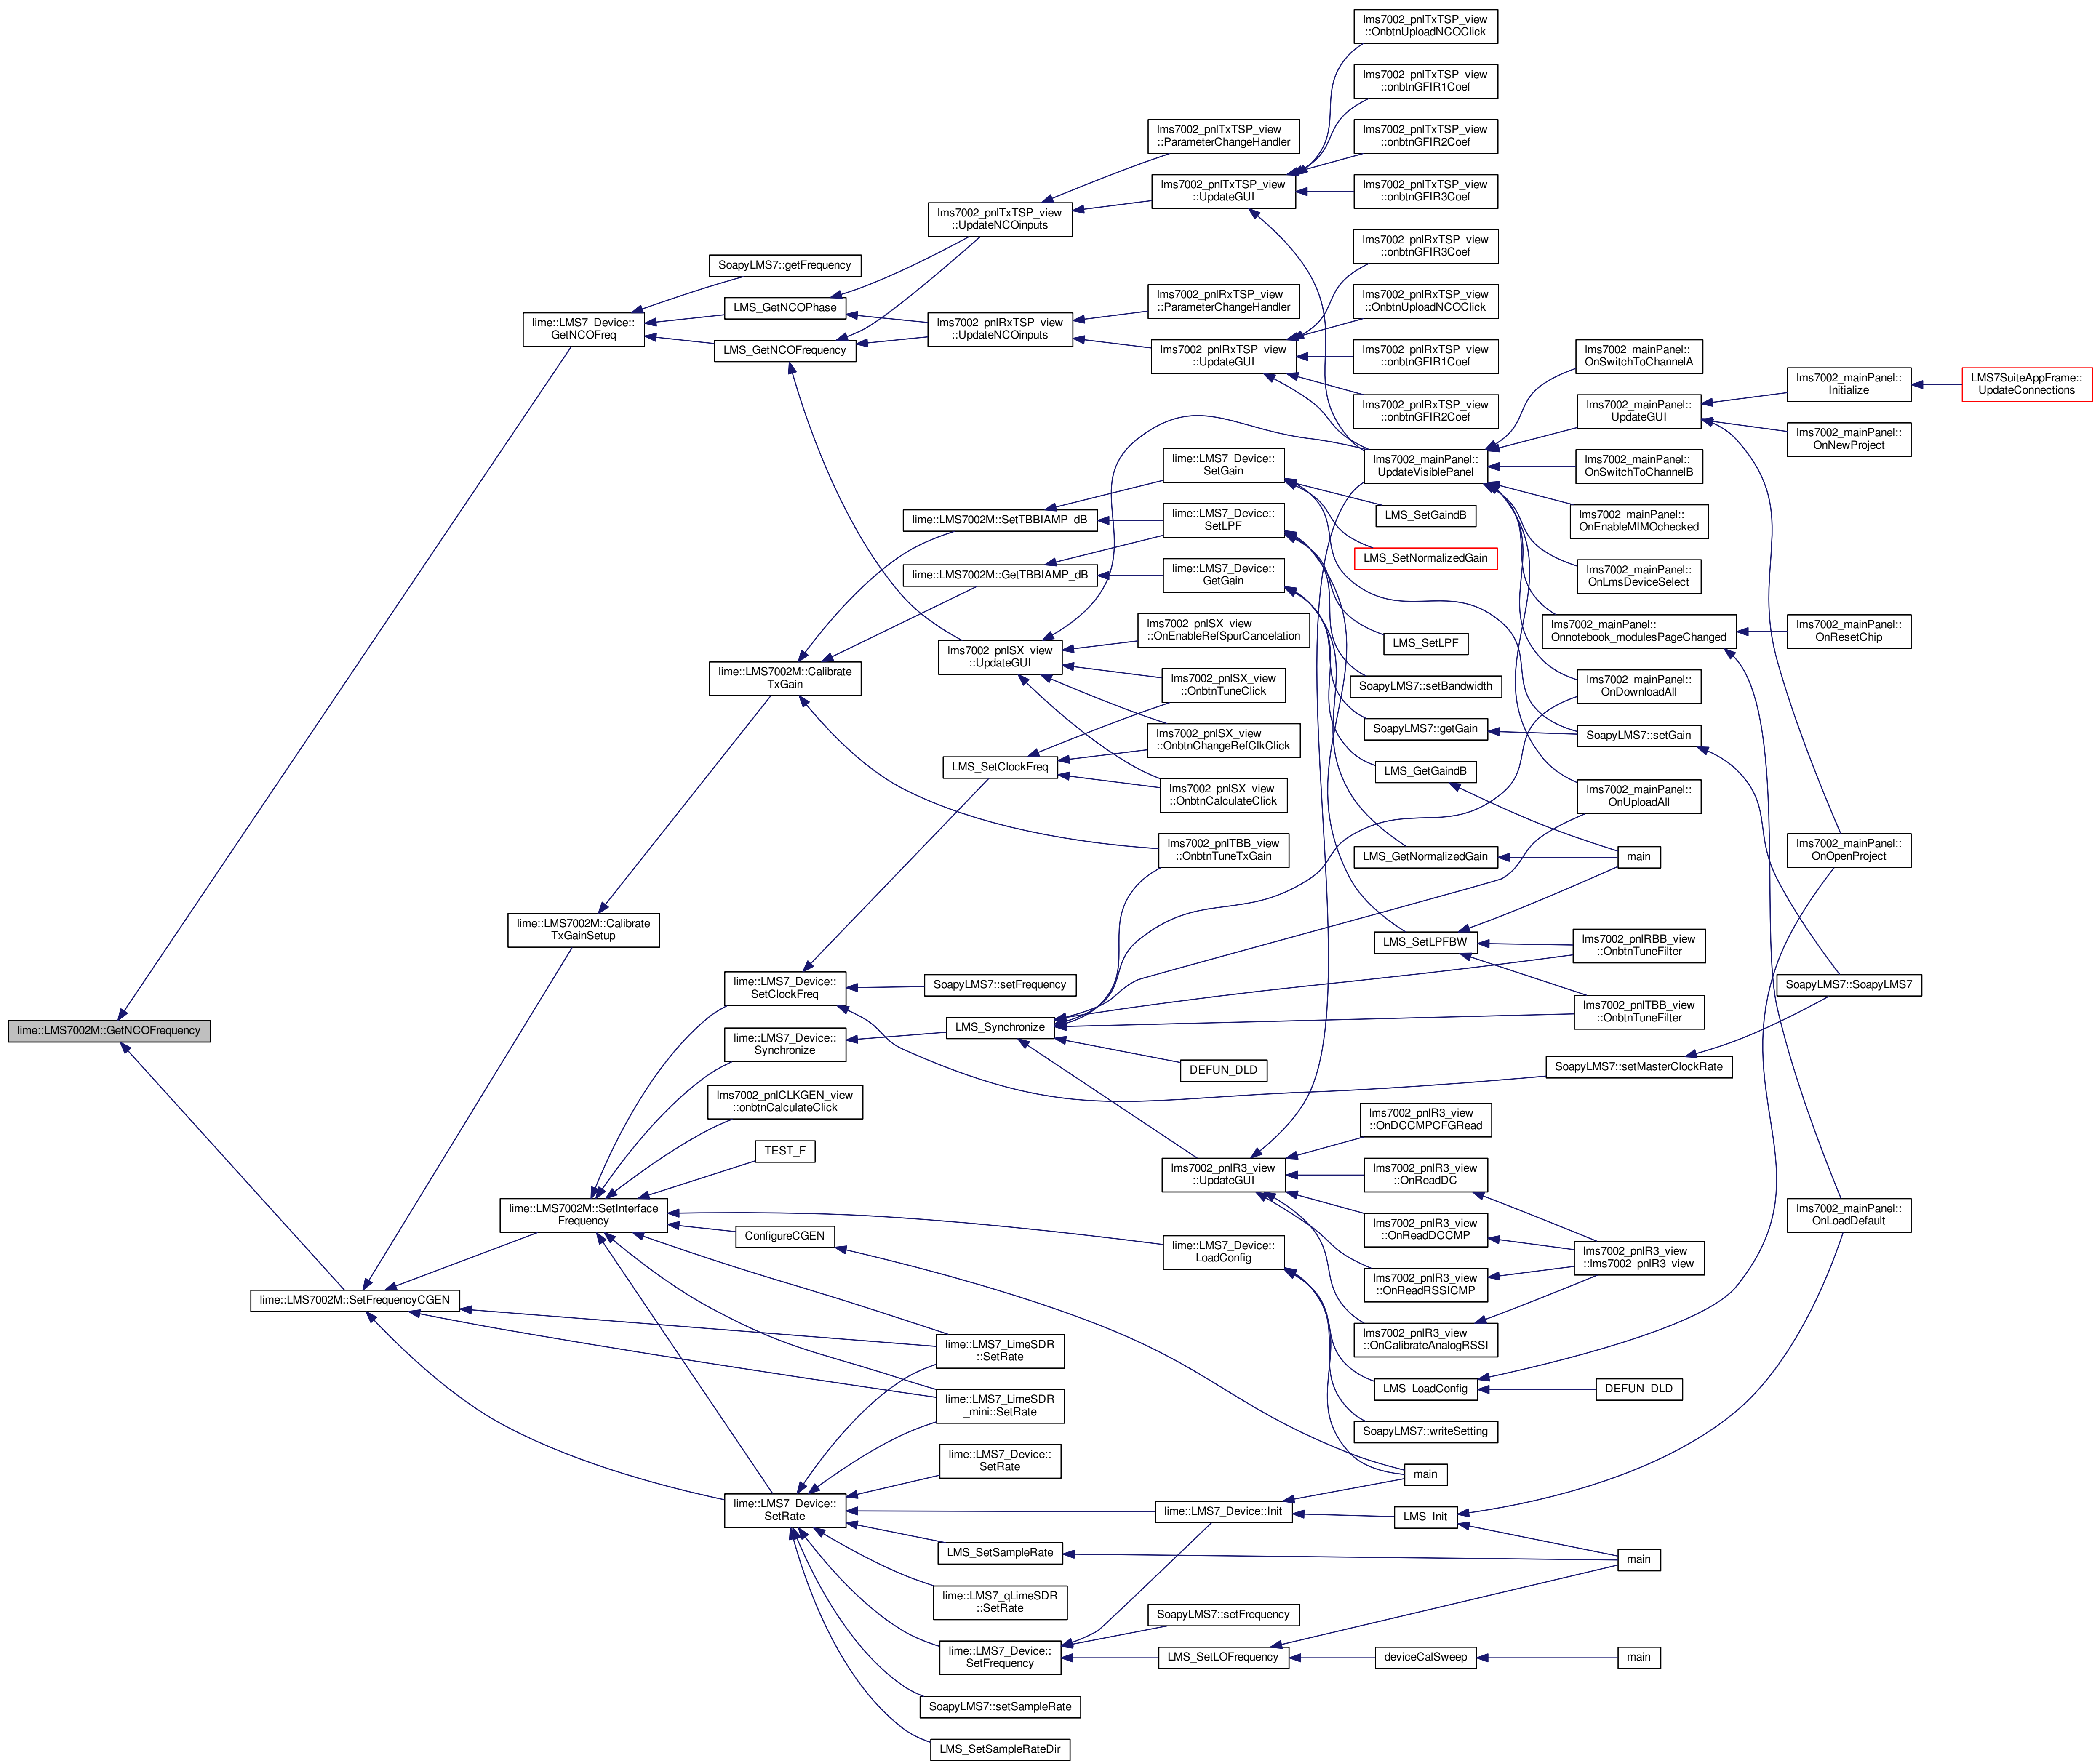 lime::LMS7002M::GetNCOFrequency
lime::LMS7_Device::
GetNCOFreq
lime::LMS7002M::Calibrate
TxGainSetup
lime::LMS7002M::SetFrequencyCGEN
lime::LMS7002M::SetInterface
Frequency
SoapyLMS7::getFrequency
LMS_GetNCOPhase
LMS_GetNCOFrequency
lime::LMS7002M::Calibrate
TxGain
lime::LMS7_Device::
SetClockFreq
lime::LMS7_Device::
Synchronize
lms7002_pnlCLKGEN_view
::onbtnCalculateClick
TEST_F
ConfigureCGEN
lime::LMS7_Device::
SetRate
lms7002_pnlTxTSP_view
::UpdateNCOinputs
lms7002_pnlRxTSP_view
::UpdateNCOinputs
lime::LMS7002M::SetTBBIAMP_dB
lime::LMS7002M::GetTBBIAMP_dB
lms7002_pnlSX_view
::UpdateGUI
LMS_SetClockFreq
SoapyLMS7::setFrequency
LMS_Synchronize
lime::LMS7_LimeSDR
::SetRate
lime::LMS7_LimeSDR
_mini::SetRate
lime::LMS7_Device::
SetRate
LMS_SetSampleRate
lime::LMS7_qLimeSDR
::SetRate
lime::LMS7_Device::
SetFrequency
SoapyLMS7::setSampleRate
LMS_SetSampleRateDir
lms7002_pnlTxTSP_view
::ParameterChangeHandler
lms7002_pnlTxTSP_view
::UpdateGUI
lms7002_pnlRxTSP_view
::ParameterChangeHandler
lms7002_pnlRxTSP_view
::UpdateGUI
lime::LMS7_Device::
SetGain
lime::LMS7_Device::
SetLPF
lime::LMS7_Device::
GetGain
lms7002_pnlSX_view
::OnEnableRefSpurCancelation
lms7002_pnlSX_view
::OnbtnTuneClick
lms7002_pnlSX_view
::OnbtnChangeRefClkClick
lms7002_pnlSX_view
::OnbtnCalculateClick
lms7002_pnlTBB_view
::OnbtnTuneTxGain
DEFUN_DLD
lms7002_pnlR3_view
::UpdateGUI
lime::LMS7_Device::
LoadConfig
lime::LMS7_Device::Init
SoapyLMS7::setFrequency
LMS_SetLOFrequency
lms7002_pnlTxTSP_view
::OnbtnUploadNCOClick
lms7002_pnlTxTSP_view
::onbtnGFIR1Coef
lms7002_pnlTxTSP_view
::onbtnGFIR2Coef
lms7002_pnlTxTSP_view
::onbtnGFIR3Coef
lms7002_pnlRxTSP_view
::onbtnGFIR3Coef
lms7002_pnlRxTSP_view
::OnbtnUploadNCOClick
lms7002_pnlRxTSP_view
::onbtnGFIR1Coef
lms7002_pnlRxTSP_view
::onbtnGFIR2Coef
lms7002_mainPanel::
UpdateVisiblePanel
LMS_SetGaindB
LMS_SetNormalizedGain
LMS_SetLPF
SoapyLMS7::setBandwidth
SoapyLMS7::getGain
LMS_GetGaindB
LMS_GetNormalizedGain
LMS_SetLPFBW
lms7002_pnlR3_view
::OnDCCMPCFGRead
lms7002_pnlR3_view
::OnReadDC
lms7002_pnlR3_view
::OnReadDCCMP
lms7002_pnlR3_view
::OnReadRSSICMP
lms7002_pnlR3_view
::OnCalibrateAnalogRSSI
LMS_LoadConfig
SoapyLMS7::writeSetting
main
LMS_Init
deviceCalSweep
lms7002_mainPanel::
OnSwitchToChannelA
lms7002_mainPanel::
UpdateGUI
lms7002_mainPanel::
OnSwitchToChannelB
lms7002_mainPanel::
OnEnableMIMOchecked
lms7002_mainPanel::
OnLmsDeviceSelect
lms7002_mainPanel::
Onnotebook_modulesPageChanged
lms7002_mainPanel::
OnDownloadAll
SoapyLMS7::setGain
lms7002_mainPanel::
OnUploadAll
main
lms7002_pnlRBB_view
::OnbtnTuneFilter
lms7002_pnlTBB_view
::OnbtnTuneFilter
SoapyLMS7::setMasterClockRate
lms7002_pnlR3_view
::lms7002_pnlR3_view
DEFUN_DLD
main
main
lms7002_mainPanel::
Initialize
lms7002_mainPanel::
OnNewProject
lms7002_mainPanel::
OnResetChip
lms7002_mainPanel::
OnOpenProject
SoapyLMS7::SoapyLMS7
lms7002_mainPanel::
OnLoadDefault
LMS7SuiteAppFrame::
UpdateConnections